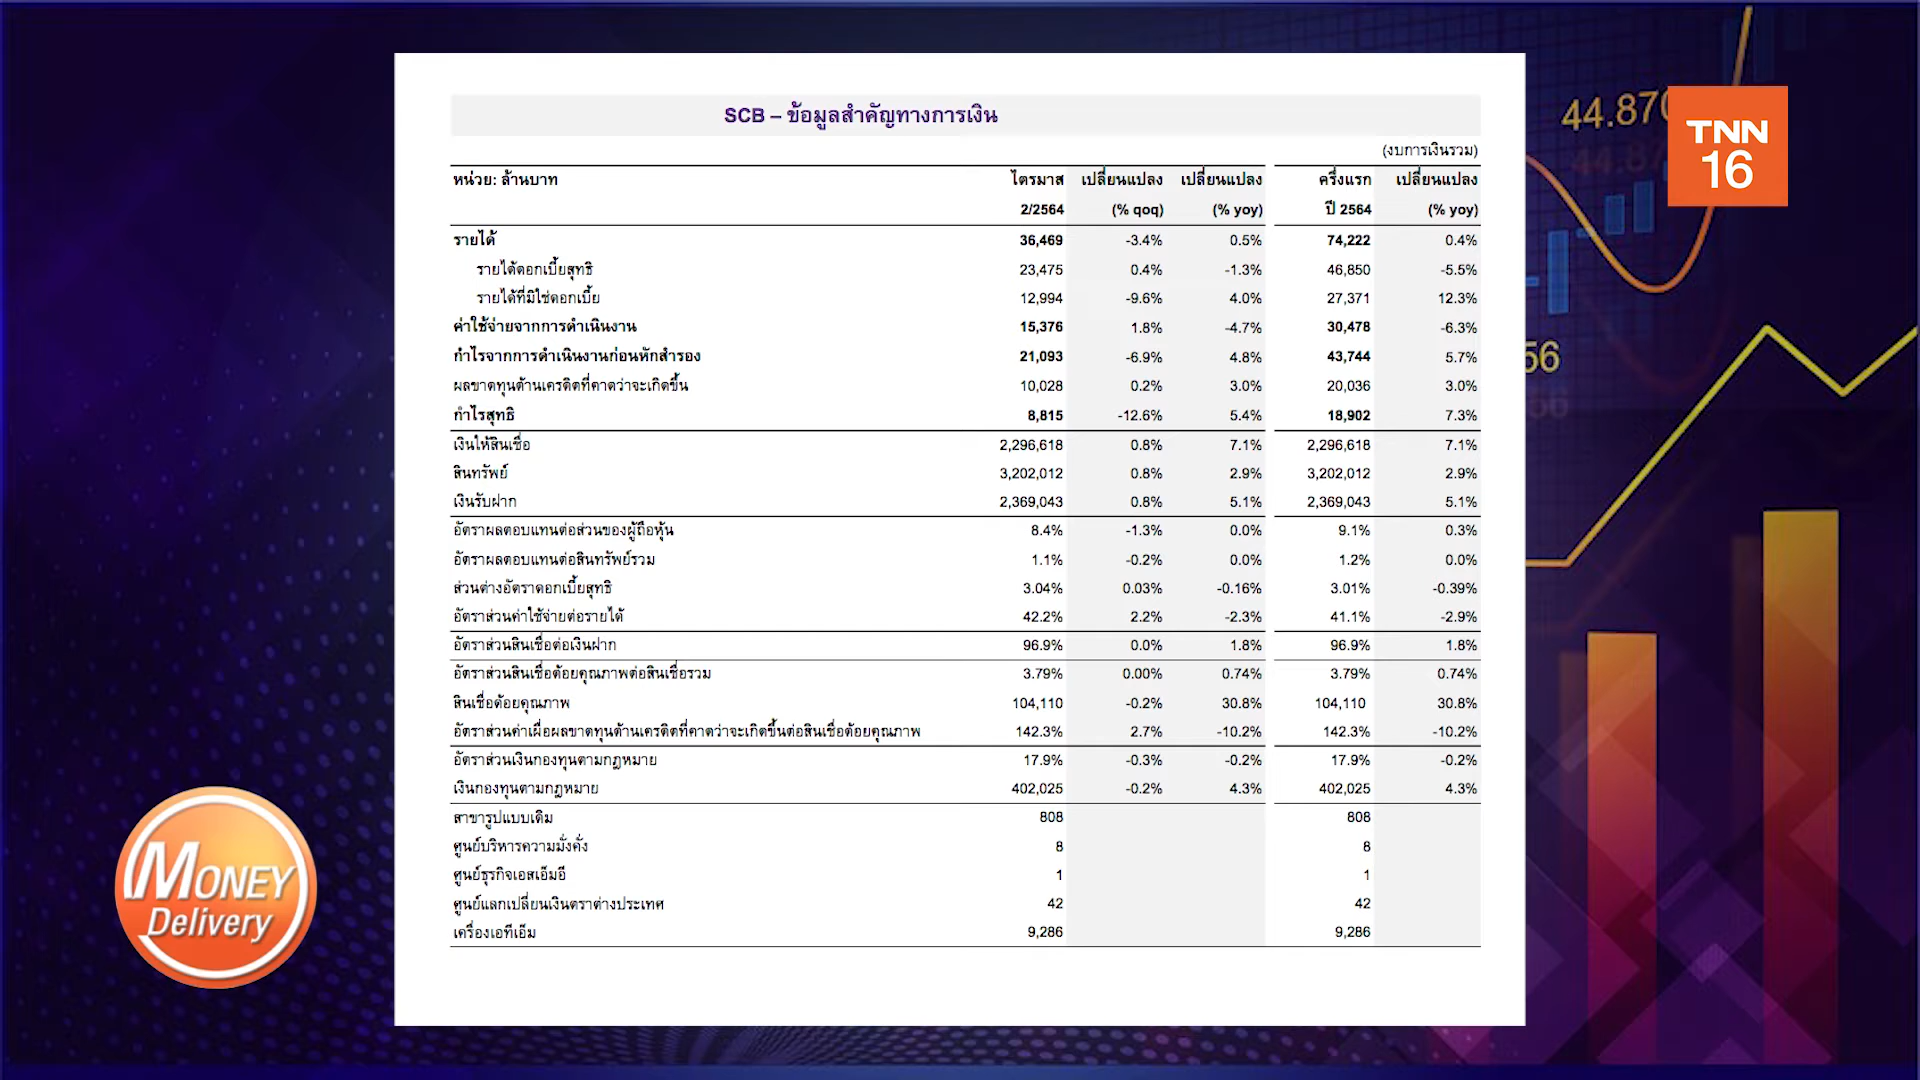 SCB – ข้อมูลสำคัญทางการเงิน
(งบการเงินรวม)
หน่วย: ล้านบาท ไตรมาส เปลี่ยนแปลง เปลี่ยนแปลง ครึ่งแรก เปลี่ยนแปลง
2/2564 (% qoq) (% yoy) ปี 2564 (% yoy)
รายได้ 36,469 -3.4% 0.5% 74,222 0.4%
รายได้ดอกเบี้ยสุทธิ 23,475 0.4% -1.3% 46,850 -5.5%
รายได้ที่มิใช่ดอกเบี้ย 12,994 -9.6% 4.0% 27,371 12.3%
ค่าใช้จ่ายจากการดำเนินงาน 15,376 1.8% -4.7% 30,478 -6.3%
กำไรจากการดำเนินงานก่อนหักสำรอง 21,093 -6.9% 4.8% 43,744 5.7%
ผลขาดทุนด้านเครดิตที่คาดว่าจะเกิดขึ้น 10,028 0.2% 3.0% 20,036 3.0%
กำไรสุทธิ 8,815 -12.6% 5.4% 18,902 7.3%
เงินให้สินเชื่อ 2,296,618 0.8% 7.1% 2,296,618 7.1%
สินทรัพย์ 3,202,012 0.8% 2.9% 3,202,012 2.9%
เงินรับฝาก 2,369,043 0.8% 5.1% 2,369,043 5.1%
อัตราผลตอบแทนต่อส่วนของผู้ถือหุ้น 8.4% -1.3% 0.0% 9.1% 0.3%
อัตราผลตอบแทนต่อสินทรัพย์รวม 1.1% -0.2% 0.0% 1.2% 0.0%
ส่วนต่างอัตราดอกเบี้ยสุทธิ 3.04% 0.03% -0.16% 3.01% -0.39%
อัตราส่วนค่าใช้จ่ายต่อรายได้ 42.2% 2.2% -2.3% 41.1% -2.9%
อัตราส่วนสินเชื่อต่อเงินฝาก 96.9% 0.0% 1.8% 96.9% 1.8%
อัตราส่วนสินเชื่อด้อยคุณภาพต่อสินเชื่อรวม 3.79% 0.00% 0.74% 3.79% 0.74%
สินเชื่อด้อยคุณภาพ 104,110 -0.2% 30.8% 104,110 30.8%
อัตราส่วนค่าเผื่อผลขาดทุนด้านเครดิตที่คาดว่าจะเกิดขึ้นต่อสินเชื่อด้อยคุณภาพ 142.3% 2.7% -10.2% 142.3% -10.2%
อัตราส่วนเงินกองทุนตามกฎหมาย 17.9% -0.3% -0.2% 17.9% -0.2%
เงินกองทุนตามกฎหมาย 402,025 -0.2% 4.3% 402,025 4.3%
สาขารูปแบบเดิม 808 808
ศูนย์บริหารความมั่งคั่ง 8 8
ศูนย์ธุรกิจเอสเอ็มอี 1 1
ศูนย์แลกเปลี่ยนเงินตราต่างประเทศ 42 42
เครื่องเอทีเอ็ม 9,286 9,286
TNN
16
MONEY
Delivery